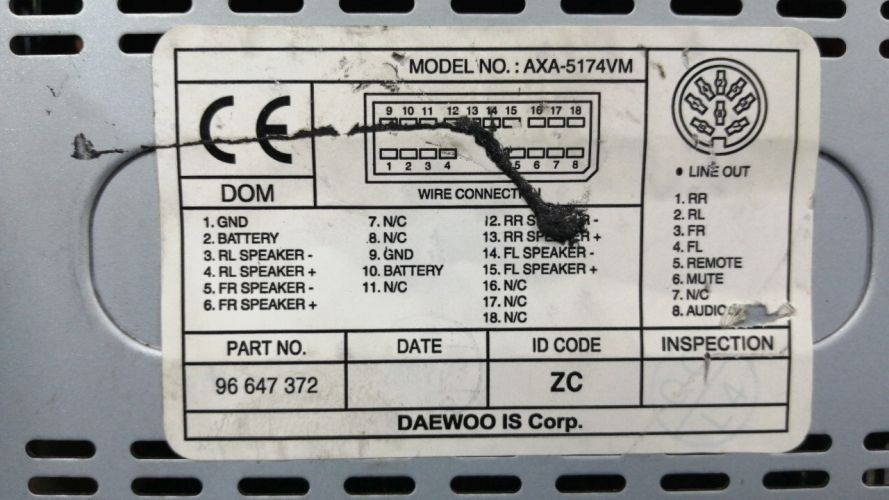 MODEL NO. : AXA-5174VM
CE
9 10 11 12 13 14 15 16 17 18
1 2 3 4 5 6 7 8
DOM
WIRE CONNECTION
• LINE OUT
1. GND
2. BATTERY
3. RL SPEAKER -
4. RL SPEAKER +
5. FR SPEAKER -
6. FR SPEAKER +
7. N/C
8. N/C
9. GND
10. BATTERY
11. N/C
12. RR SPEAKER -
13. RR SPEAKER +
14. FL SPEAKER -
15. FL SPEAKER +
16. N/C
17. N/C
18. N/C
1. RR
2. RL
3. FR
4. FL
5. REMOTE
6. MUTE
7. N/C
8. AUDIO
PART NO. DATE ID CODE INSPECTION
96 647 372 ZC
DAEWOO IS Corp.